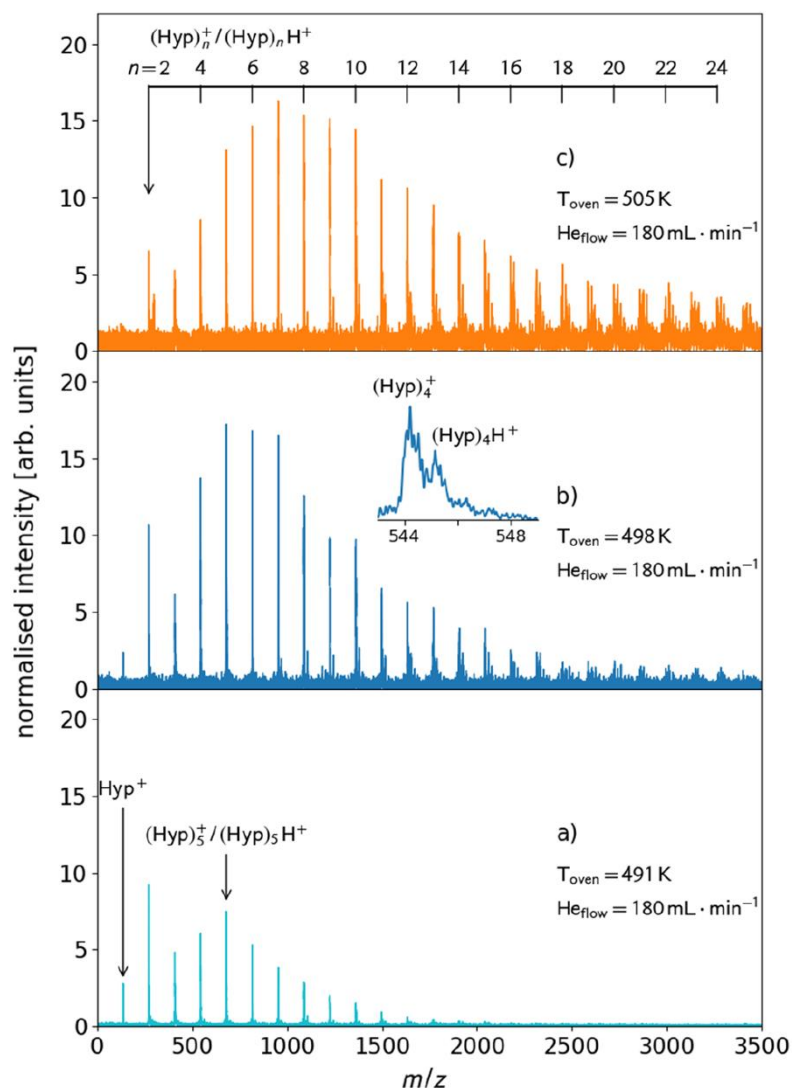 normalised intensity [arb. units]
20
15
10
5
0
(Hyp)ₙ⁺/(Hyp)ₙH⁺
n=2 4 6 8 10 12 14 16 18 20 22 24
c)
Tₒᵥₑₙ = 505 K
He_flow = 180 mL · min⁻¹
20
15
10
5
0
(Hyp)₄⁺
(Hyp)₄H⁺
544 548
b)
Tₒᵥₑₙ = 498 K
He_flow = 180 mL · min⁻¹
20
15
10
5
0
Hyp⁺
(Hyp)₅⁺/(Hyp)₅H⁺
a)
Tₒᵥₑₙ = 491 K
He_flow = 180 mL · min⁻¹
0 500 1000 1500 2000 2500 3000 3500
m/z